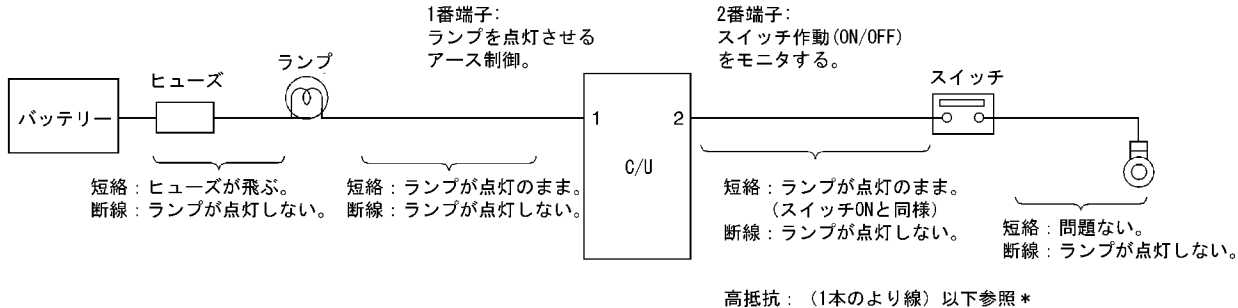 1番端子:
ランプを点灯させる
アース制御。
2番端子:
スイッチ作動(ON/OFF)
をモニタする。
バッテリー
ヒューズ
ランプ
1
2
C/U
スイッチ
短絡:ヒューズが飛ぶ。
断線:ランプが点灯しない。
短絡:ランプが点灯のまま。
断線:ランプが点灯しない。
短絡:ランプが点灯のまま。
(スイッチONと同様)
断線:ランプが点灯しない。
短絡:問題ない。
断線:ランプが点灯しない。
高抵抗:(1本のより線)以下参照*